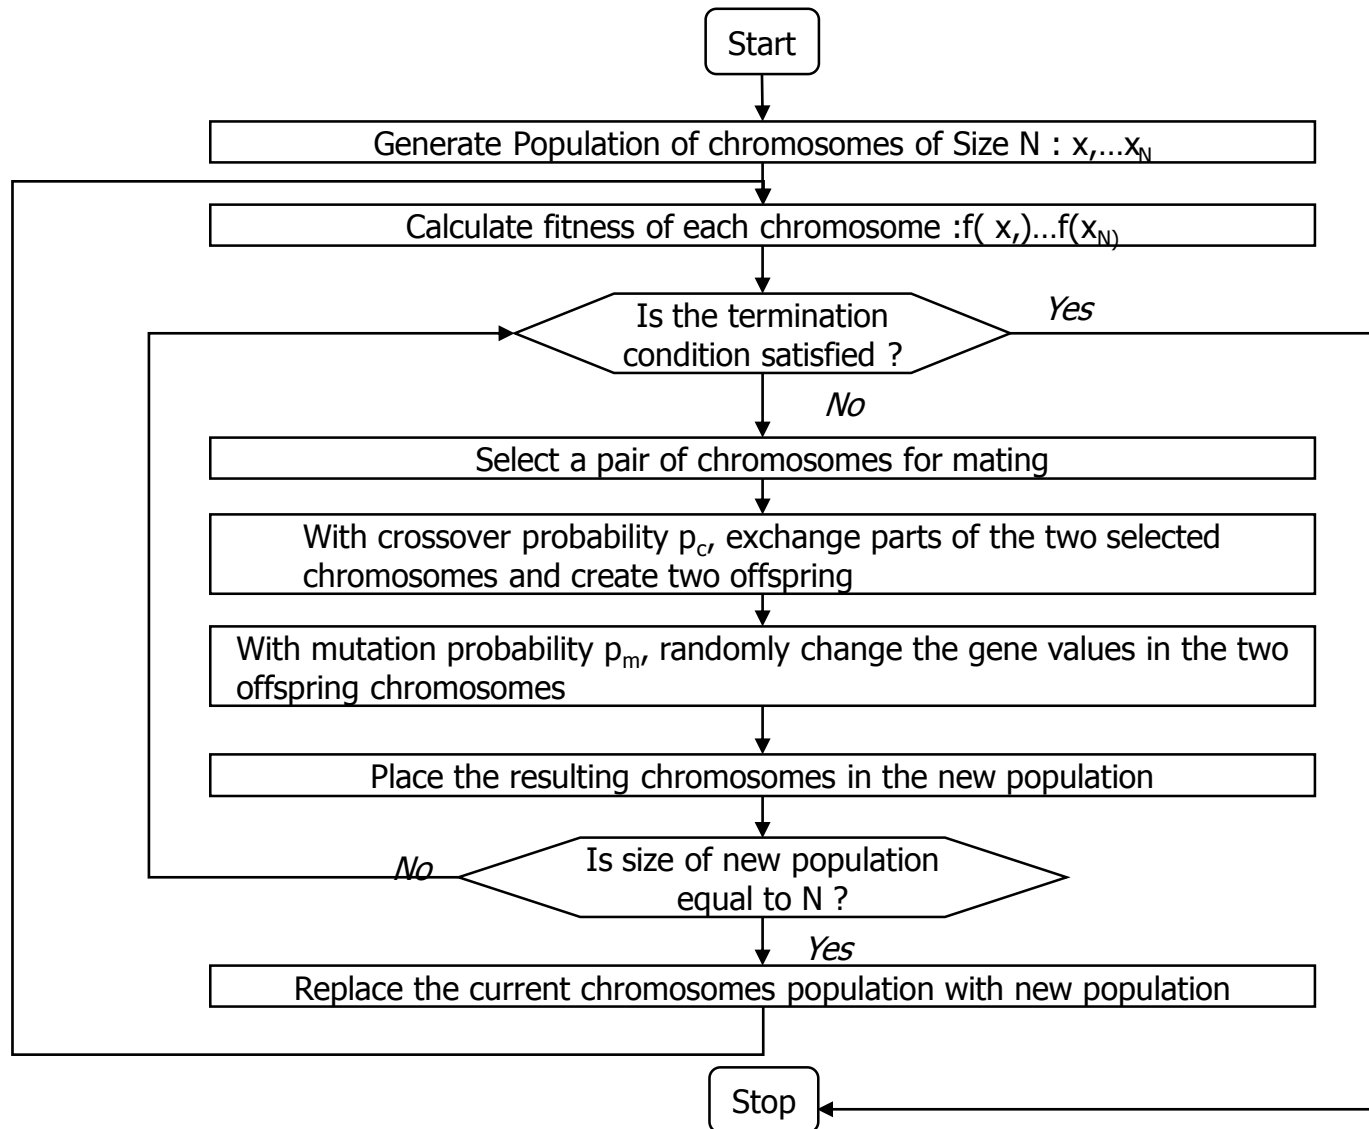 Start
Generate Population of chromosomes of Size N : x,...x_N
Calculate fitness of each chromosome :f( x,)...f(x_N)
Is the termination
condition satisfied ?
Yes
No
Select a pair of chromosomes for mating
With crossover probability p_c, exchange parts of the two selected
chromosomes and create two offspring
With mutation probability p_m, randomly change the gene values in the two
offspring chromosomes
Place the resulting chromosomes in the new population
Is size of new population
equal to N ?
No
Yes
Replace the current chromosomes population with new population
Stop